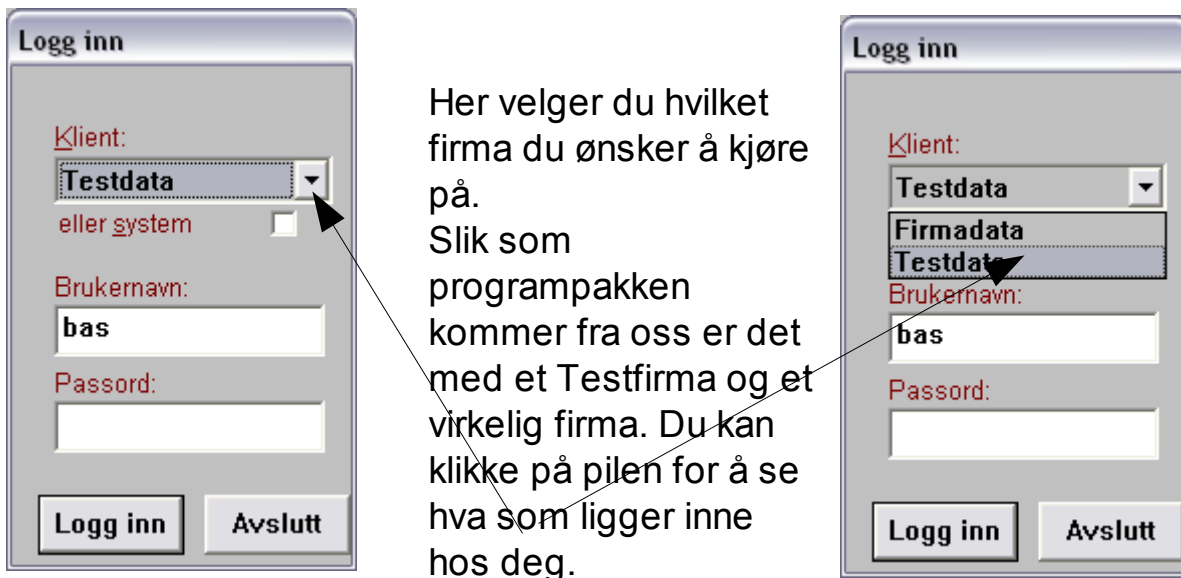 Logg inn
Klient:
Testdata
eller system
Brukernavn:
bas
Passord:
Logg inn
Avslutt
Her velger du hvilket
firma du ønsker å kjøre
på.
Slik som
programpakken
kommer fra oss er det
med et Testfirma og et
virkelig firma. Du kan
klikke på pilen for å se
hva som ligger inne
hos deg.
Logg inn
Klient:
Testdata
Firmadata
Testdata
Brukernavn:
bas
Passord:
Logg inn
Avslutt